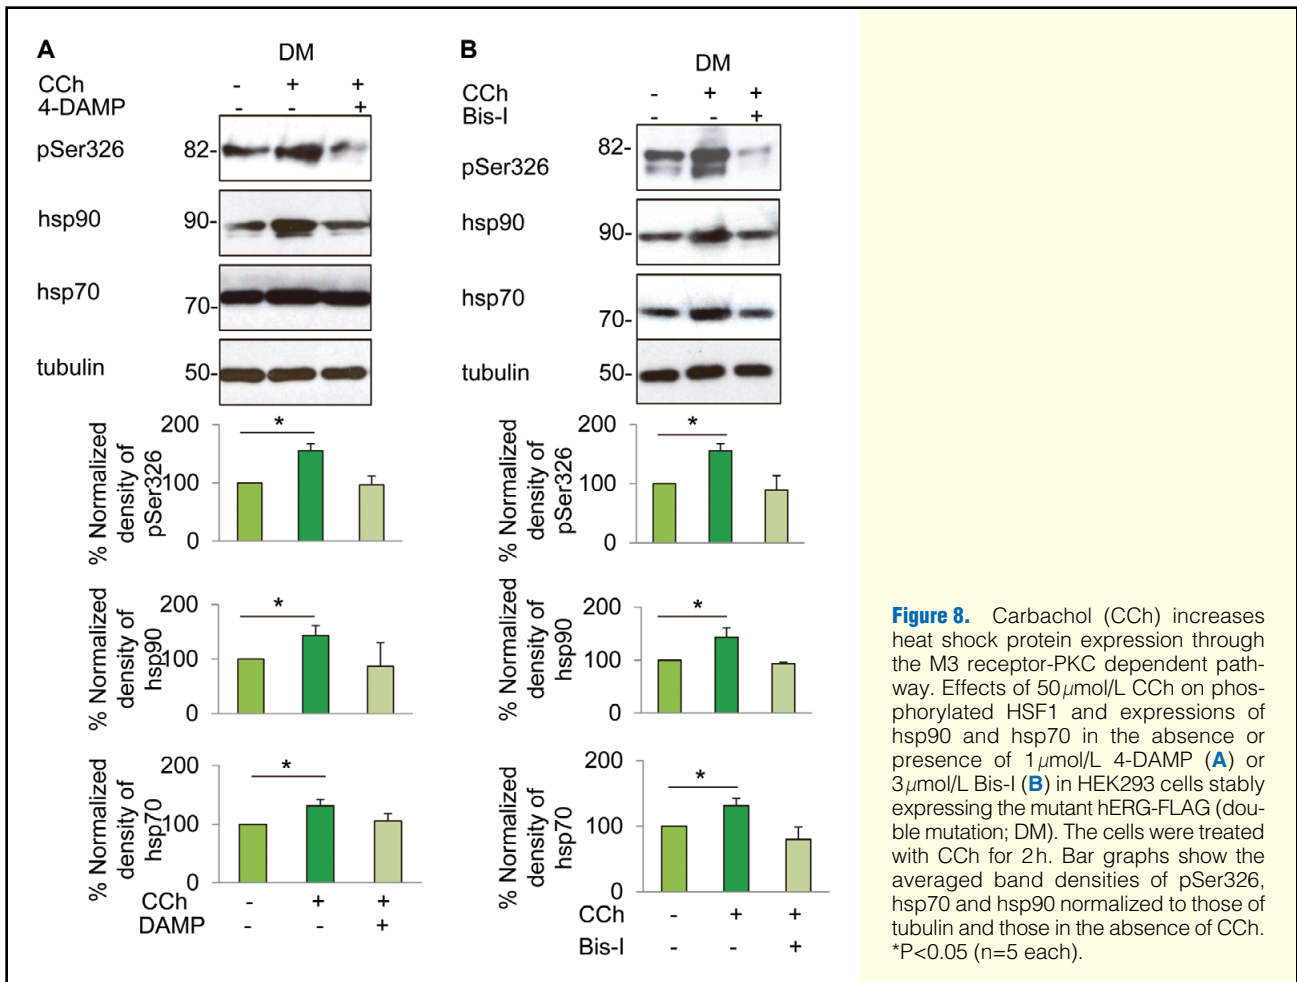 A
DM
CCh - + +
4-DAMP - - +
pSer326 82-
hsp90 90-
hsp70 70-
tubulin 50-
% Normalized
density of
pSer326
200
100
0
*
% Normalized
density of
hsp90
200
100
0
*
% Normalized
density of
hsp70
200
100
0
*
CCh - + +
DAMP - - +
B
DM
CCh - + +
Bis-I - - +
pSer326 82-
hsp90 90-
hsp70 70-
tubulin 50-
% Normalized
density of
pSer326
200
100
0
*
% Normalized
density of
hsp90
200
100
0
*
% Normalized
density of
hsp70
200
100
0
*
CCh - + +
Bis-I - - +
Figure 8. Carbachol (CCh) increases
heat shock protein expression through
the M3 receptor-PKC dependent path-
way. Effects of 50 μmol/L CCh on phos-
phorylated HSF1 and expressions of
hsp90 and hsp70 in the absence or
presence of 1 μmol/L 4-DAMP (A) or
3 μmol/L Bis-I (B) in HEK293 cells stably
expressing the mutant hERG-FLAG (dou-
ble mutation; DM). The cells were treated
with CCh for 2 h. Bar graphs show the
averaged band densities of pSer326,
hsp70 and hsp90 normalized to those of
tubulin and those in the absence of CCh.
*P<0.05 (n=5 each).